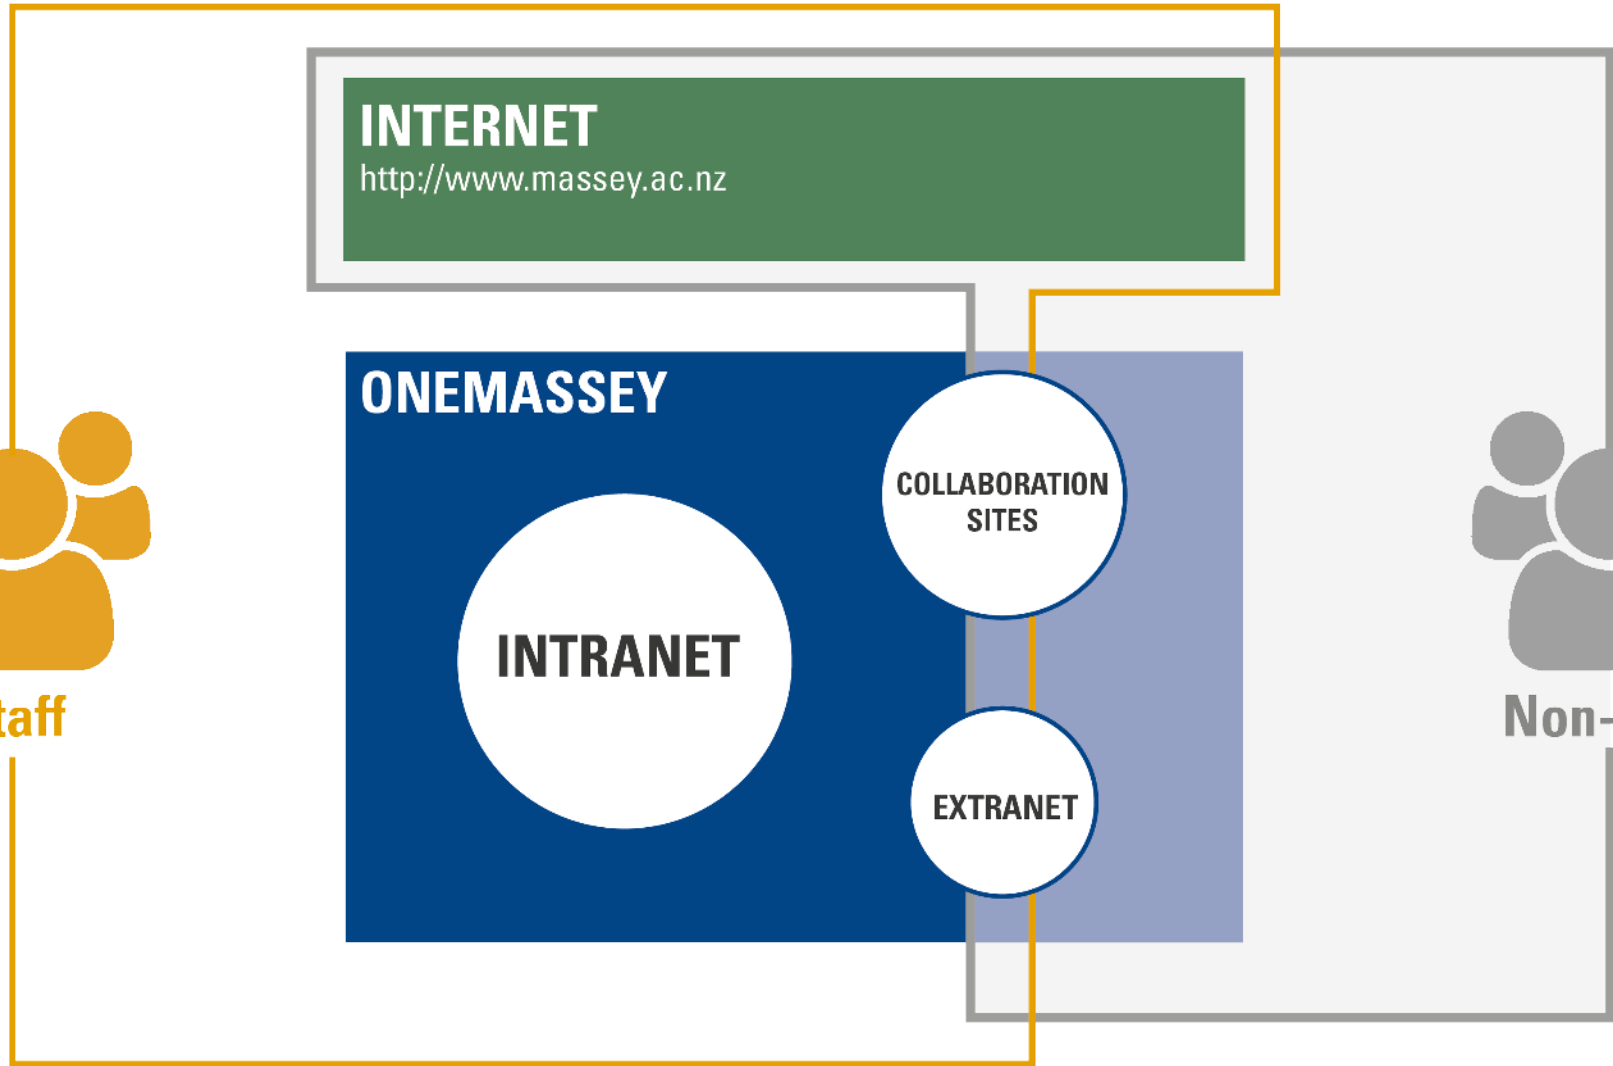 INTERNET
http://www.massey.ac.nz
ONEMASSEY
COLLABORATION
SITES
INTRANET
taff
Non-
EXTRANET